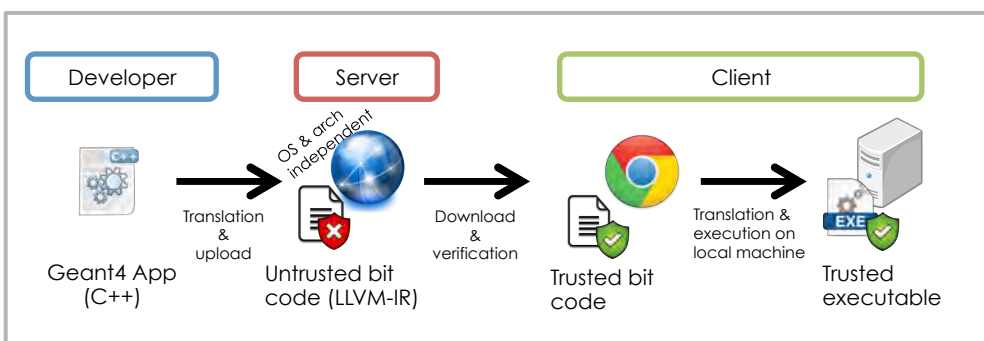 Developer
Server
Client
OS & arch
independent
C++
EXE
Translation
&
upload
Download
&
verification
Translation &
execution on
local machine
Geant4 App
(C++)
Untrusted bit
code (LLVM-IR)
Trusted bit
code
Trusted
executable